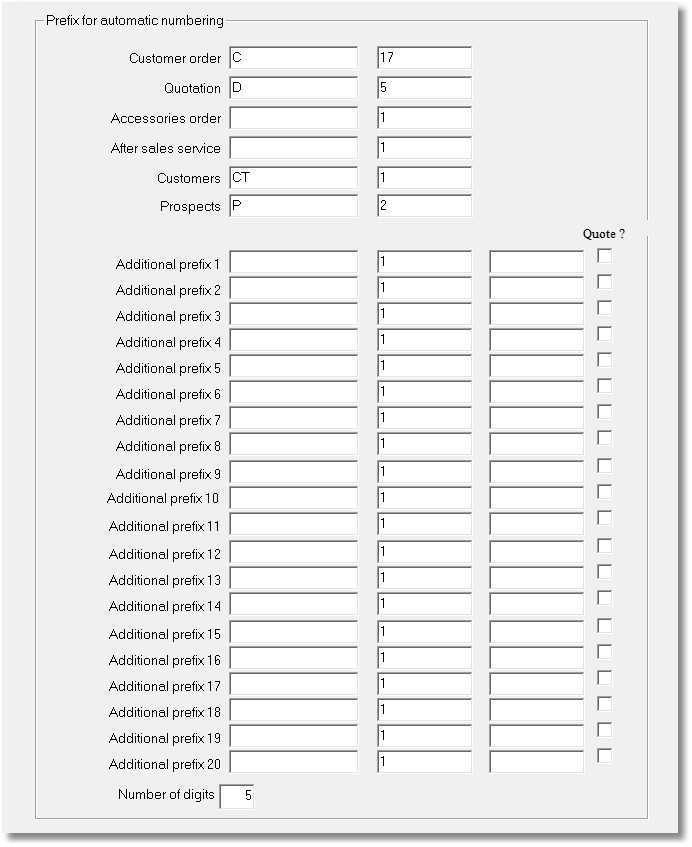 Prefix for automatic numbering
Customer order C 17
Quotation D 5
Accessories order 1
After sales service 1
Customers CT 1
Prospects P 2
Quote ?
Additional prefix 1 1
Additional prefix 2 1
Additional prefix 3 1
Additional prefix 4 1
Additional prefix 5 1
Additional prefix 6 1
Additional prefix 7 1
Additional prefix 8 1
Additional prefix 9 1
Additional prefix 10 1
Additional prefix 11 1
Additional prefix 12 1
Additional prefix 13 1
Additional prefix 14 1
Additional prefix 15 1
Additional prefix 16 1
Additional prefix 17 1
Additional prefix 18 1
Additional prefix 19 1
Additional prefix 20 1
Number of digits 5